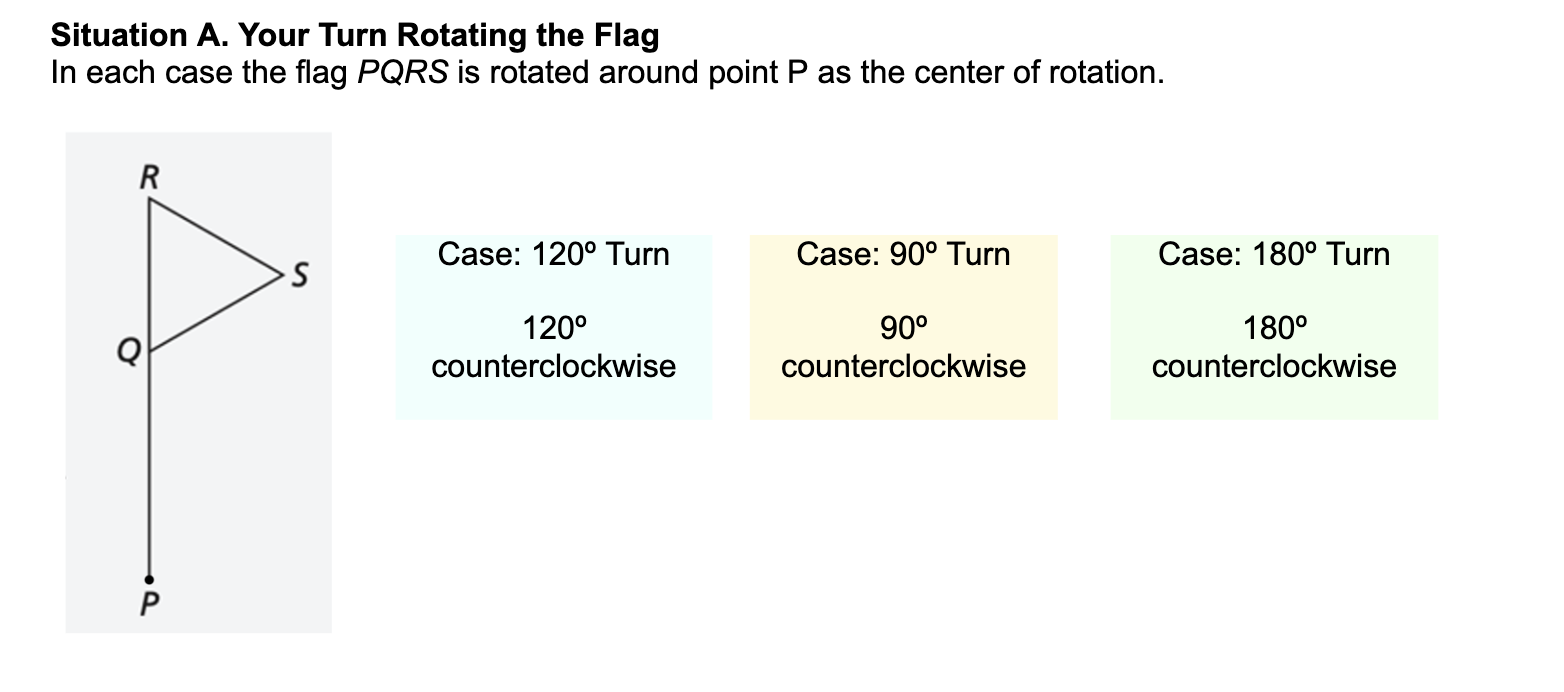 Situation A. Your Turn Rotating the Flag
In each case the flag PQRS is rotated around point P as the center of rotation.
R
S
Q
P
Case: 120º Turn
120º
counterclockwise
Case: 90º Turn
90º
counterclockwise
Case: 180º Turn
180º
counterclockwise